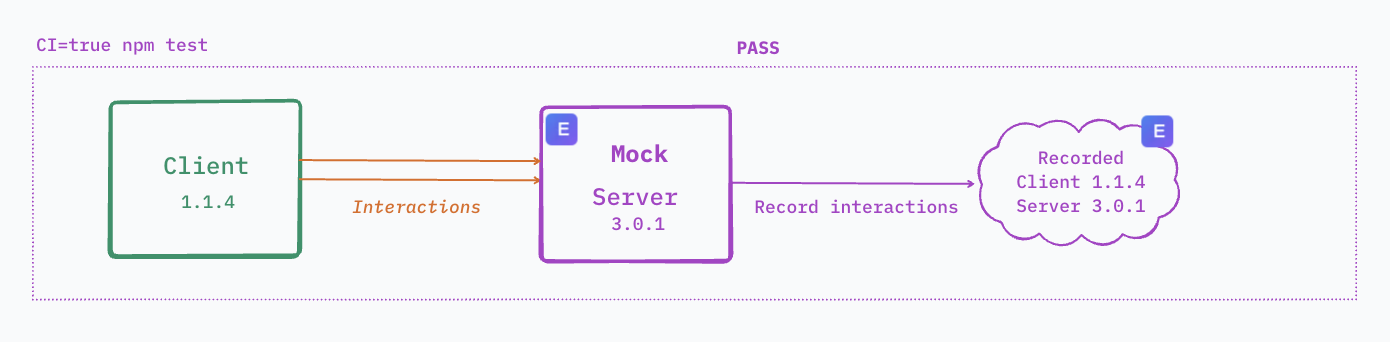 CI=true npm test
PASS
Client
1.1.4
Interactions
E
Mock
Server
3.0.1
Record interactions
E
Recorded
Client 1.1.4
Server 3.0.1